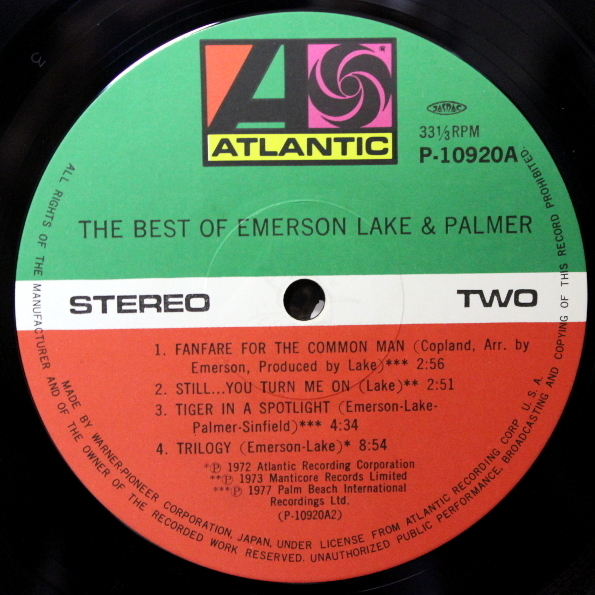 ATLANTIC
®
JASRAC
33⅓RPM
P-10920A
THE BEST OF EMERSON LAKE & PALMER
STEREO
TWO
1. FANFARE FOR THE COMMON MAN (Copland, Arr. by
Emerson, Produced by Lake)*** 2:56
2. STILL...YOU TURN ME ON (Lake)** 2:51
3. TIGER IN A SPOTLIGHT (Emerson-Lake-
Palmer-Sinfield)*** 4:34
4. TRILOGY (Emerson-Lake)* 8:54
*Ⓟ 1972 Atlantic Recording Corporation
**Ⓟ 1973 Manticore Records Limited
***Ⓟ 1977 Palm Beach International
Recordings Ltd.
(P-10920A2)
MADE BY WARNER-PIONEER CORPORATION, JAPAN, UNDER LICENSE FROM ATLANTIC RECORDING CORP. U.S.A.
ALL RIGHTS OF THE MANUFACTURER AND OF THE OWNER OF THE RECORDED WORK RESERVED. UNAUTHORIZED PUBLIC PERFORMANCE, BROADCASTING AND COPYING OF THIS RECORD PROHIBITED.